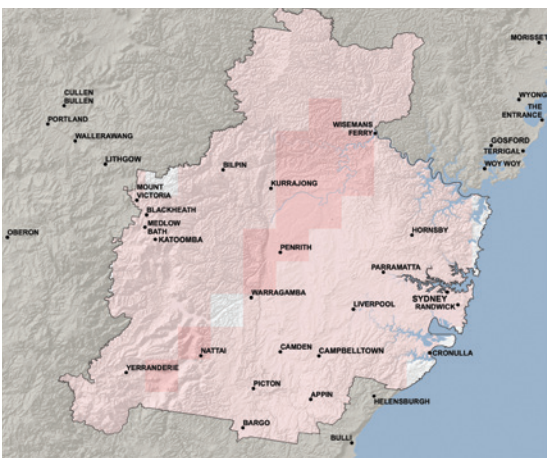 MORISSET
CULLEN
BULLEN
WYONG
PORTLAND
THE
ENTRANCE
WISEMANS
FERRY
WALLERAWANG
GOSFORD
TERRIGAL
LITHGOW
BILPIN
WOY WOY
MOUNT
VICTORIA
KURRAJONG
BLACKHEATH
MEDLOW
BATH
KATOOMBA
OBERON
HORNSBY
PENRITH
PARRAMATTA
WARRAGAMBA
SYDNEY
RANDWICK
LIVERPOOL
NATTAI
CAMDEN
CAMPBELLTOWN
CRONULLA
YERRANDERIE
PICTON
APPIN
HELENSBURGH
BARGO
BULLI